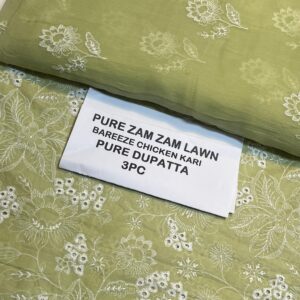 PURE ZAM ZAM LAWN
BAREEZE CHICKEN KARI
PURE DUPATTA
3PC